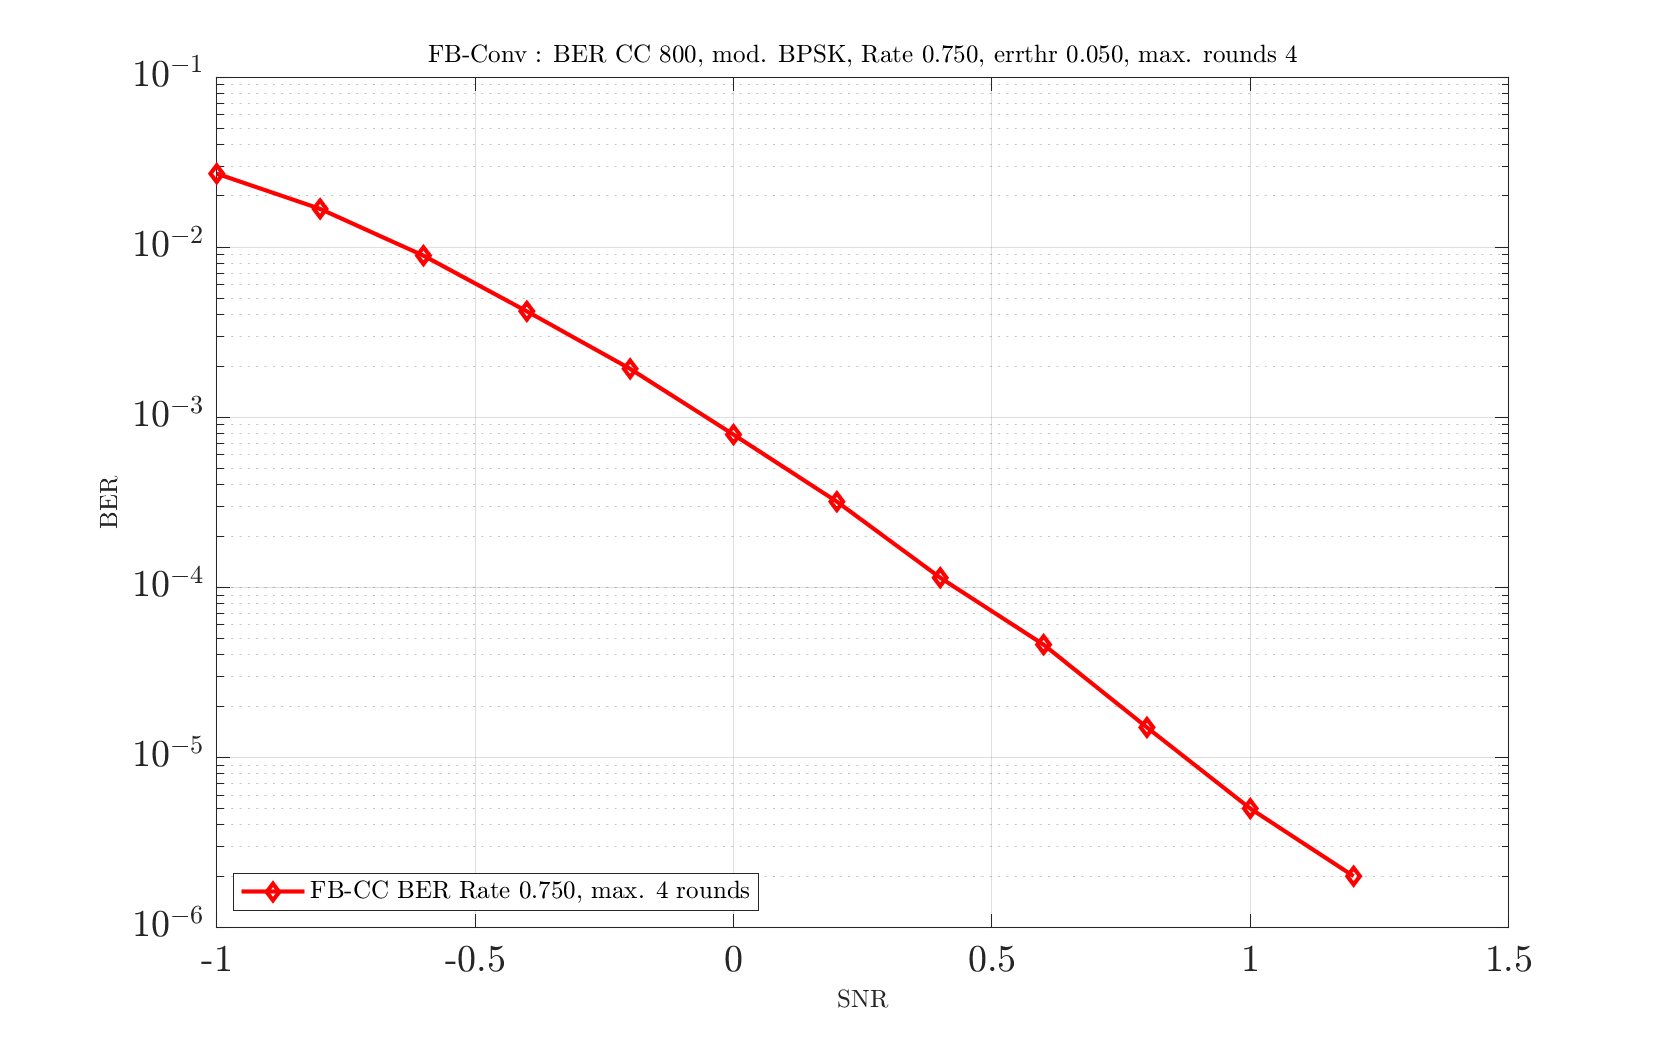 FB-Conv : BER CC 800, mod. BPSK, Rate 0.750, errthr 0.050, max. rounds 4
10^{-1}
10^{-2}
10^{-3}
10^{-4}
10^{-5}
10^{-6}
BER
FB-CC BER Rate 0.750, max. 4 rounds
-1 -0.5 0 0.5 1 1.5
SNR